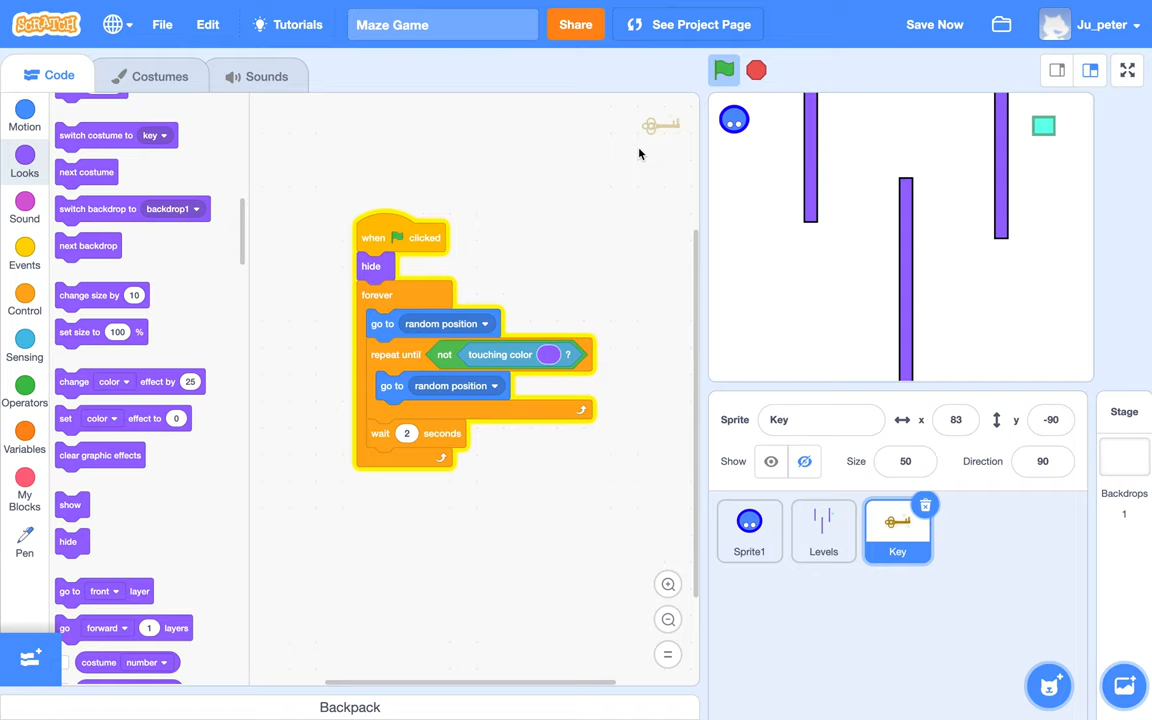 SCRATCH
File
Edit
Tutorials
Maze Game
Share
See Project Page
Save Now
Ju_peter
Code
Costumes
Sounds
Motion
Looks
Sound
Events
Control
Sensing
Operators
Variables
My
Blocks
Pen
switch costume to key
next costume
switch backdrop to backdrop1
next backdrop
change size by 10
set size to 100 %
change color effect by 25
set color effect to 0
clear graphic effects
show
hide
go to front layer
go forward 1 layers
costume number
when clicked
hide
forever
go to random position
repeat until not touching color ?
go to random position
wait 2 seconds
Sprite Key x 83 y -90
Show Size 50 Direction 90
Sprite1
Levels
Key
Stage
Backdrops
1
Backpack